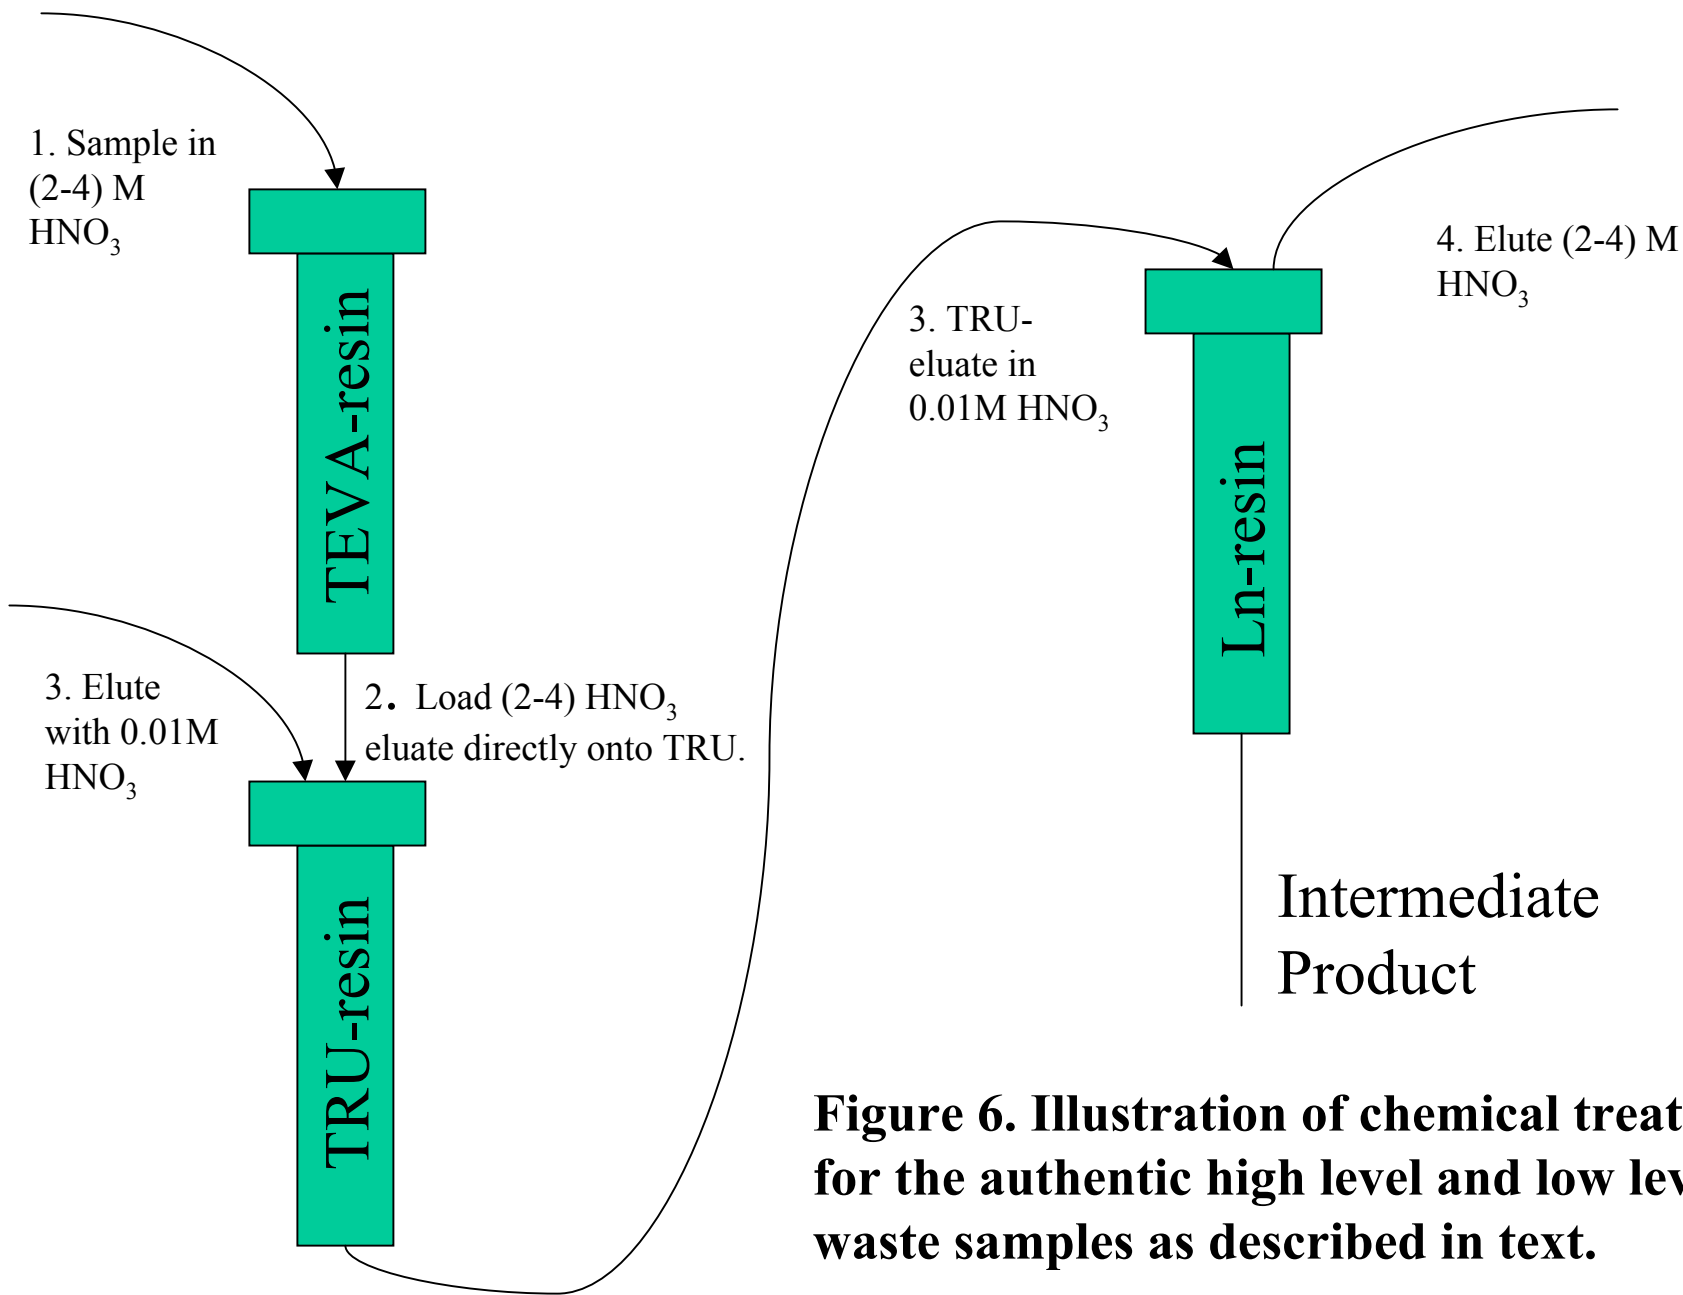 1. Sample in
(2-4) M
HNO₃
TEVA-resin
2. Load (2-4) HNO₃
eluate directly onto TRU.
3. Elute
with 0.01M
HNO₃
TRU-resin
3. TRU-
eluate in
0.01M HNO₃
Ln-resin
4. Elute (2-4) M
HNO₃
Intermediate
Product
Figure 6. Illustration of chemical treat
for the authentic high level and low lev
waste samples as described in text.